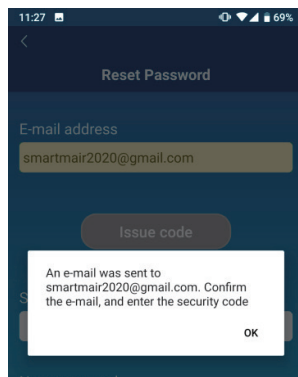 11:27 69%
Reset Password
E-mail address
smartmair2020@gmail.com
Issue code
An e-mail was sent to
smartmair2020@gmail.com. Confirm
the e-mail, and enter the security code
S
OK